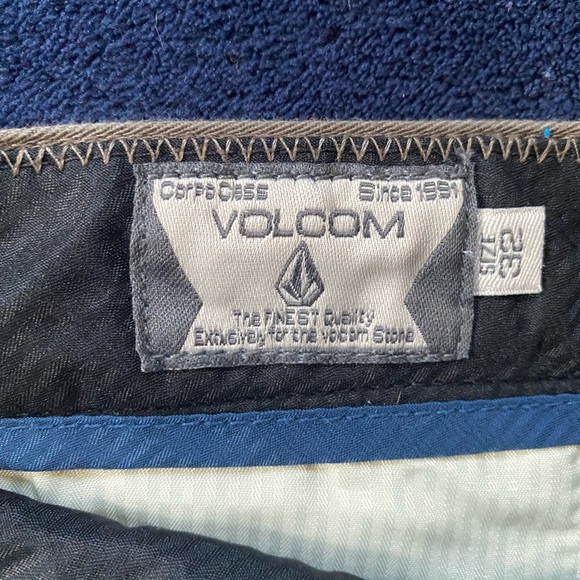 Corpo Class Since 1991
VOLCOM
The FINEST Quality
Exclusively for the Volcom Stone
SIZE
32